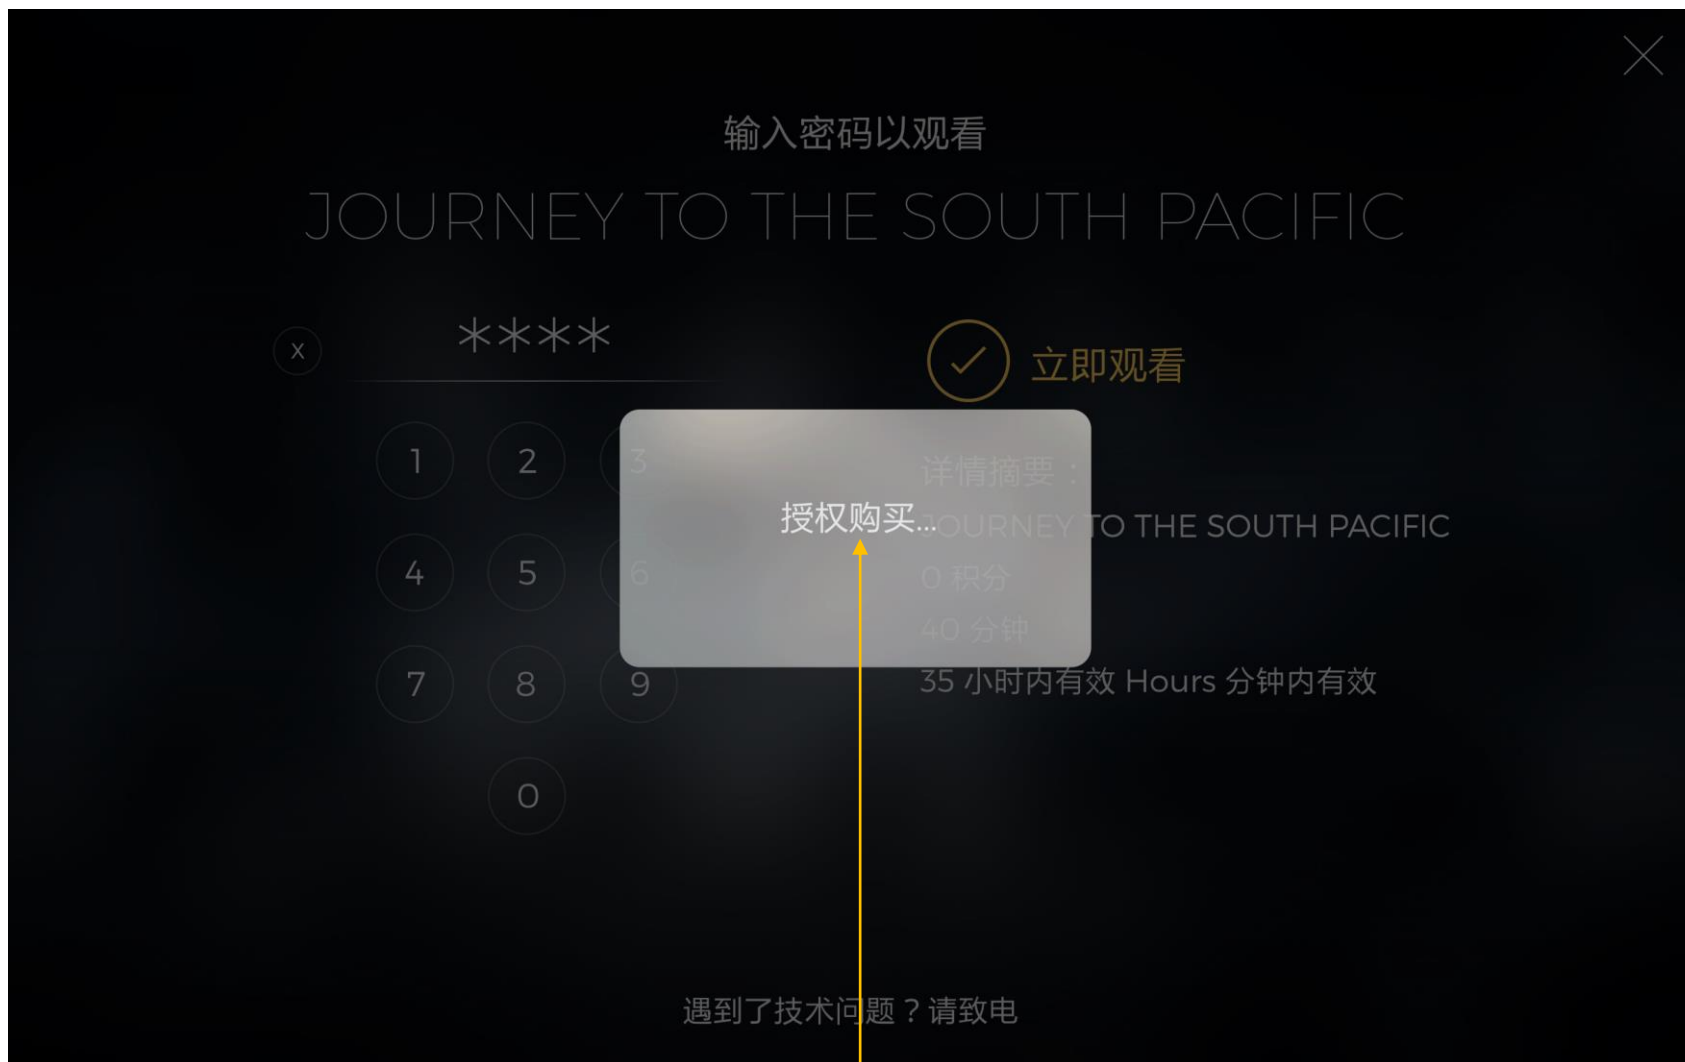 输入密码以观看
JOURNEY TO THE SOUTH PACIFIC
x
****
立即观看
1 2 3
4 5 6
7 8 9
0
详情摘要：
授权购买...
JOURNEY TO THE SOUTH PACIFIC
0 积分
40 分钟
35 小时内有效 Hours 分钟内有效
遇到了技术问题？请致电